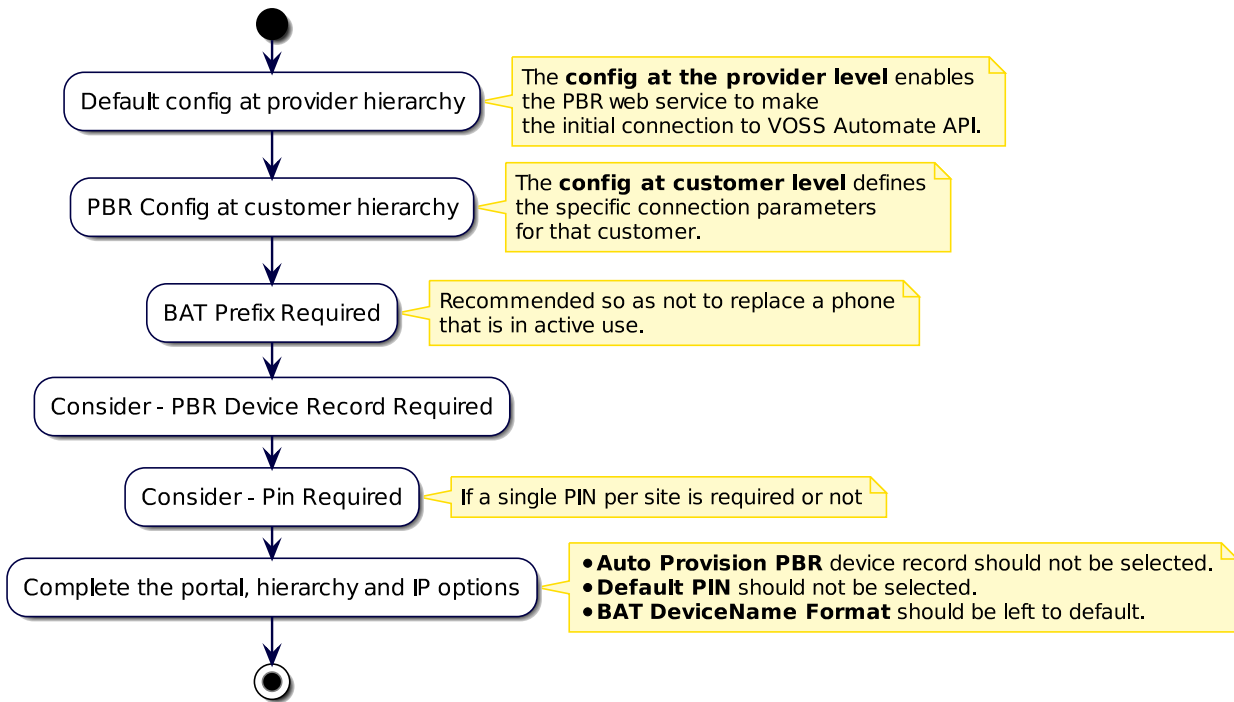 Default config at provider hierarchy
The config at the provider level enables
the PBR web service to make
the initial connection to VOSS Automate API.
PBR Config at customer hierarchy
The config at customer level defines
the specific connection parameters
for that customer.
BAT Prefix Required
Recommended so as not to replace a phone
that is in active use.
Consider - PBR Device Record Required
Consider - Pin Required
If a single PIN per site is required or not
Complete the portal, hierarchy and IP options
• Auto Provision PBR device record should not be selected.
• Default PIN should not be selected.
• BAT DeviceName Format should be left to default.